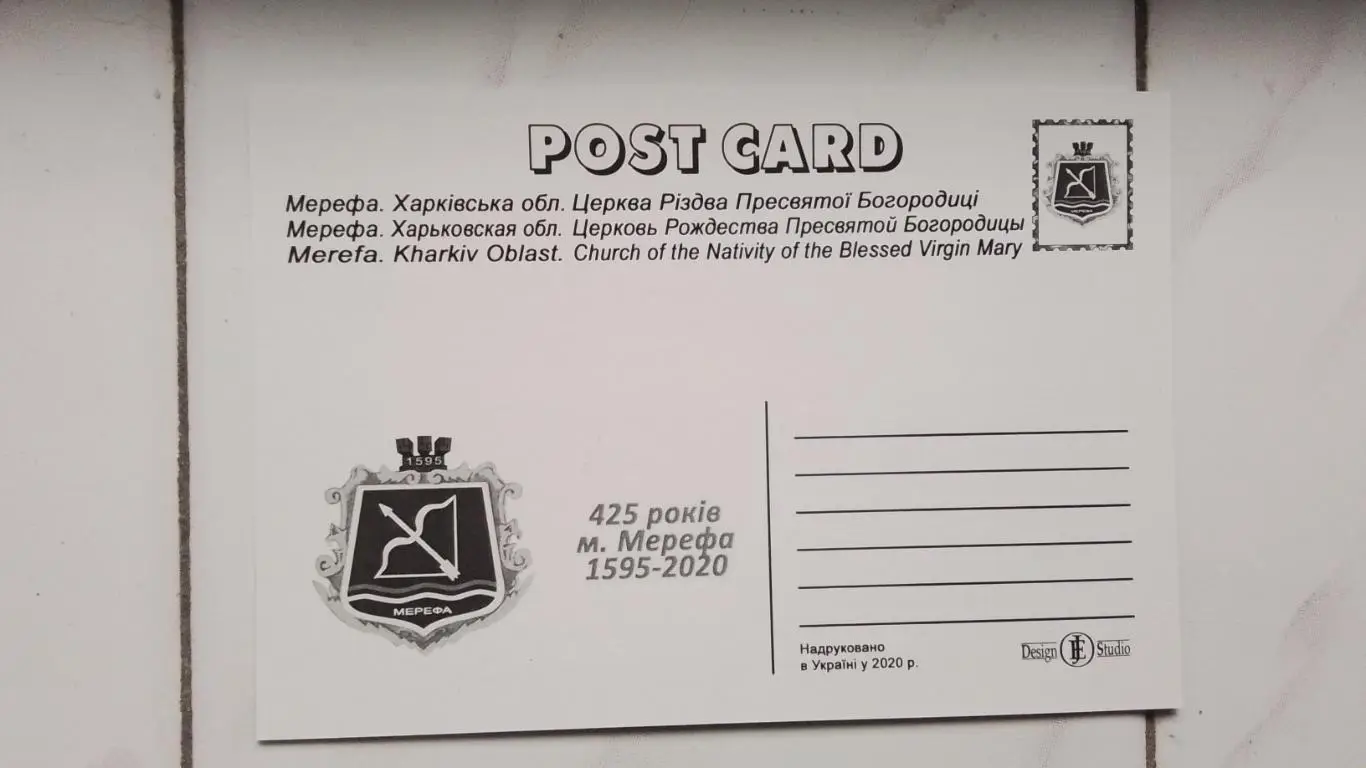 POST CARD
Мерефа. Харківська обл. Церква Різдва Пресвятої Богородиці
Мерефа. Харьковская обл. Церковь Рождества Пресвятой Богородицы
Merefa. Kharkiv Oblast. Church of the Nativity of the Blessed Virgin Mary
МЕРЕФА
1595
МЕРЕФА
425 років
м. Мерефа
1595-2020
Надруковано
в Україні у 2020 р.
Design Studio